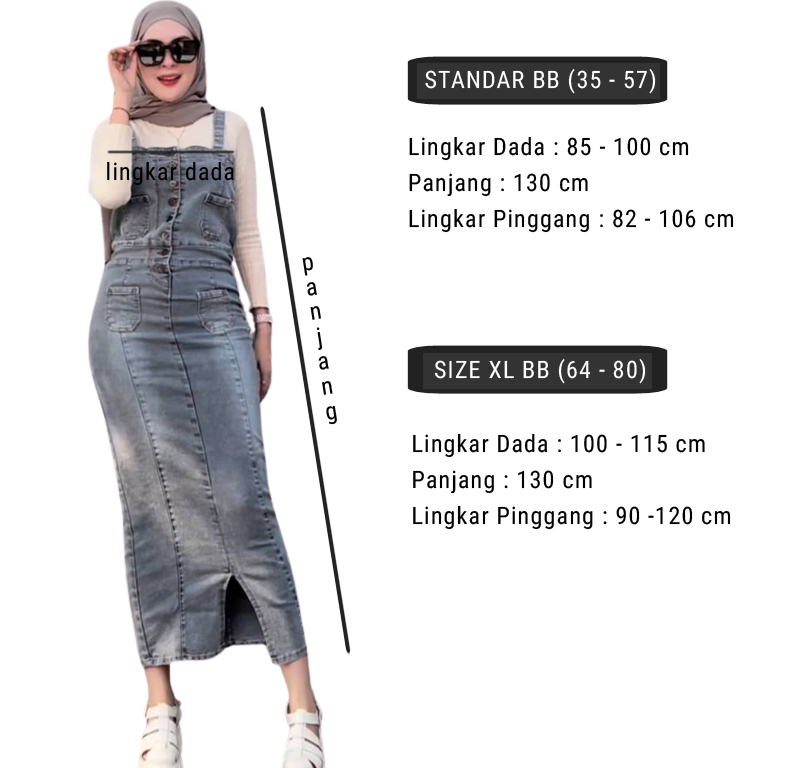 STANDAR BB (35 - 57)
Lingkar Dada : 85 - 100 cm
Panjang : 130 cm
Lingkar Pinggang : 82 - 106 cm
lingkar dada
panjang
SIZE XL BB (64 - 80)
Lingkar Dada : 100 - 115 cm
Panjang : 130 cm
Lingkar Pinggang : 90 -120 cm